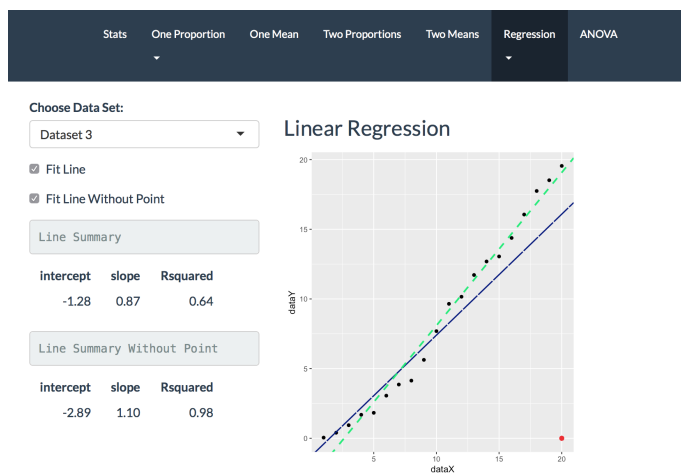 Stats One Proportion One Mean Two Proportions Two Means Regression ANOVA
Choose Data Set:
Dataset 3
Fit Line
Fit Line Without Point
Line Summary
intercept slope Rsquared
-1.28 0.87 0.64
Line Summary Without Point
intercept slope Rsquared
-2.89 1.10 0.98
Linear Regression
20
15
10
5
0
dataY
5 10 15 20
dataX